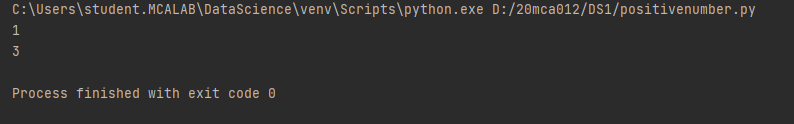 C:\Users\student.MCALAB\DataScience\venv\Scripts\python.exe D:/20mca012/DS1/positivenumber.py
1
3
Process finished with exit code 0